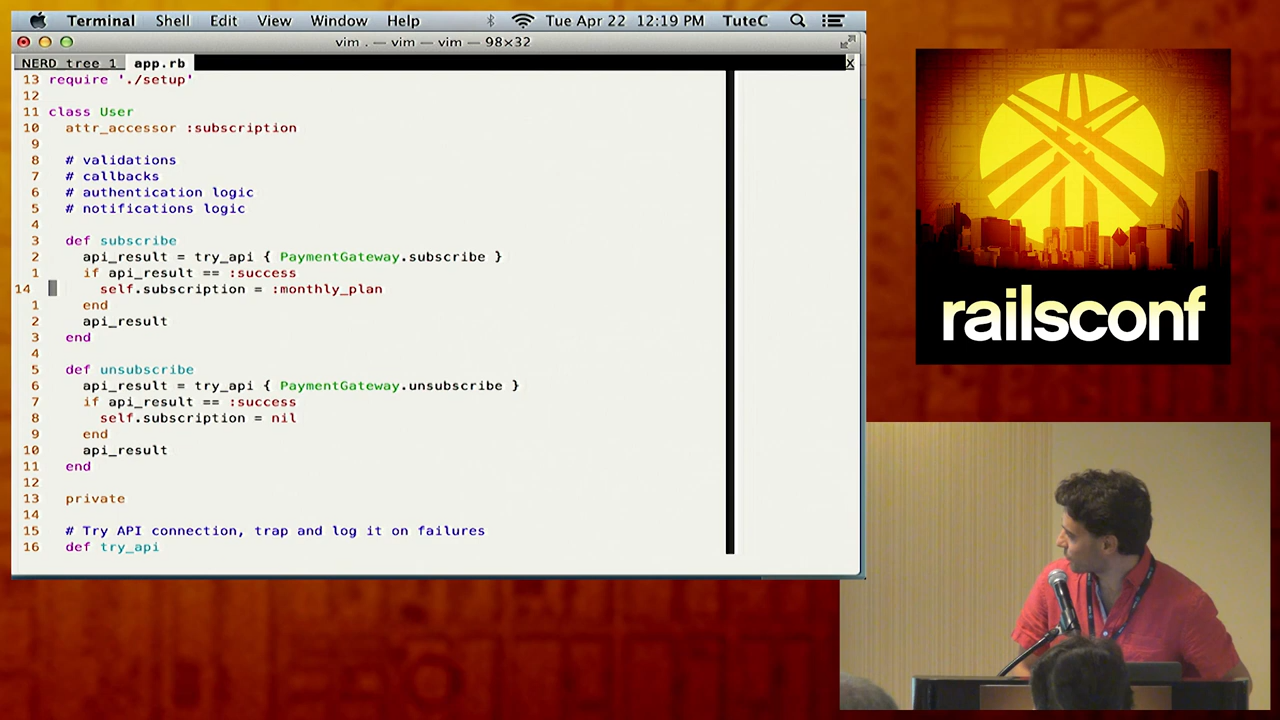 Terminal Shell Edit View Window Help Tue Apr 22 12:19 PM TuteC
vim . — vim — vim — 98×32
NERD_tree_1 app.rb X
13 require './setup'
12
11 class User
10 attr_accessor :subscription
9
8 # validations
7 # callbacks
6 # authentication logic
5 # notifications logic
4
3 def subscribe
2 api_result = try_api { PaymentGateway.subscribe }
1 if api_result == :success
14 self.subscription = :monthly_plan
1 end
2 api_result
3 end
4
5 def unsubscribe
6 api_result = try_api { PaymentGateway.unsubscribe }
7 if api_result == :success
8 self.subscription = nil
9 end
10 api_result
11 end
12
13 private
14
15 # Try API connection, trap and log it on failures
16 def try_api
railsconf